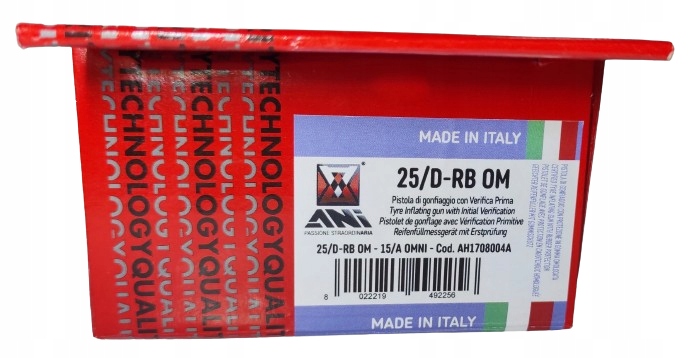 TECHNOLOGYQUALITY
MADE IN ITALY
25/D-RB OM
Pistola di gonfiaggio con Verifica Prima
Tyre Inflating gun with Initial Verification
Pistolet de gonflage avec Vérification Primitive
Reifenfüllmessgerät mit Erstprüfung
ANI
PASSIONE STRAORDINARIA
25/D-RB OM - 15/A OMNI - Cod. AH1708004A
8 022219 492256
MADE IN ITALY